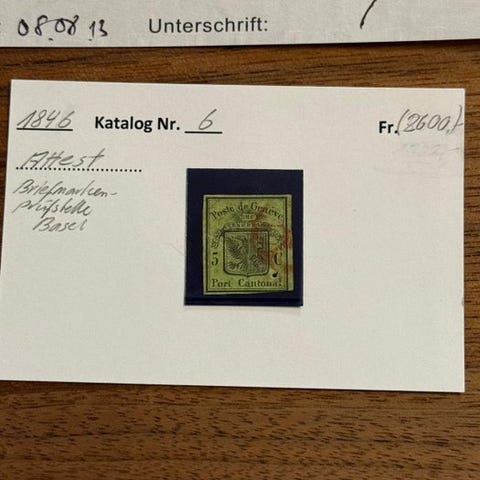 08.08.13 Unterschrift:
1846 Katalog Nr. 6 Fr. (2600,-)
Attest
Briefmarken-
prüfstelle
Basel
Poste de Genève
5 C
Port Cantonal